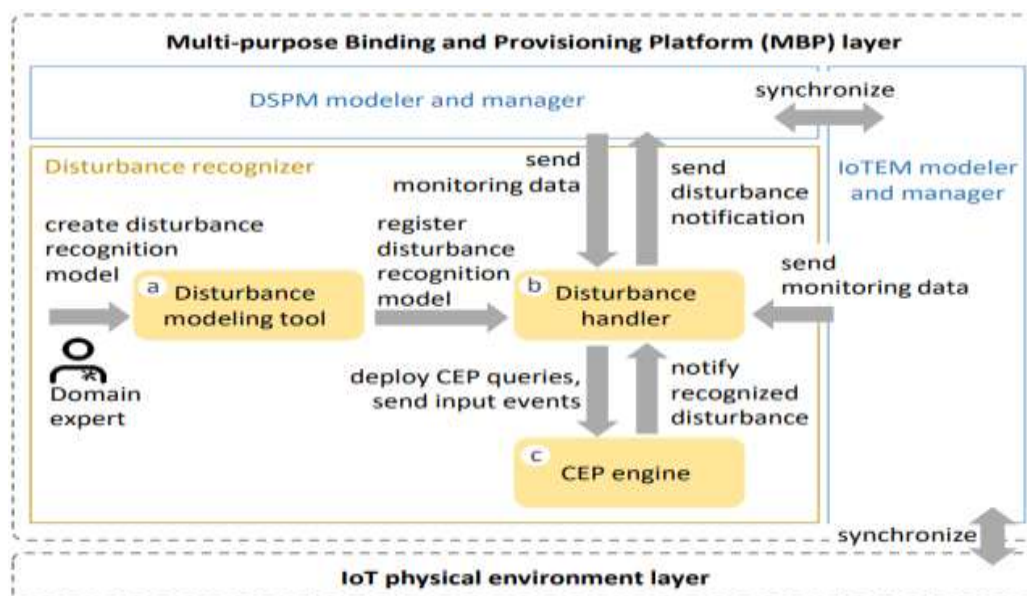 Multi-purpose Binding and Provisioning Platform (MBP) layer
DSPM modeler and manager
synchronize
Disturbance recognizer
send
monitoring data
send
disturbance
notification
IoTEM modeler
and manager
create disturbance
recognition
model
register
disturbance
recognition
model
send
monitoring data
a
Disturbance
modeling tool
b
Disturbance
handler
Domain
expert
deploy CEP queries,
send input events
notify
recognized
disturbance
c
CEP engine
synchronize
IoT physical environment layer